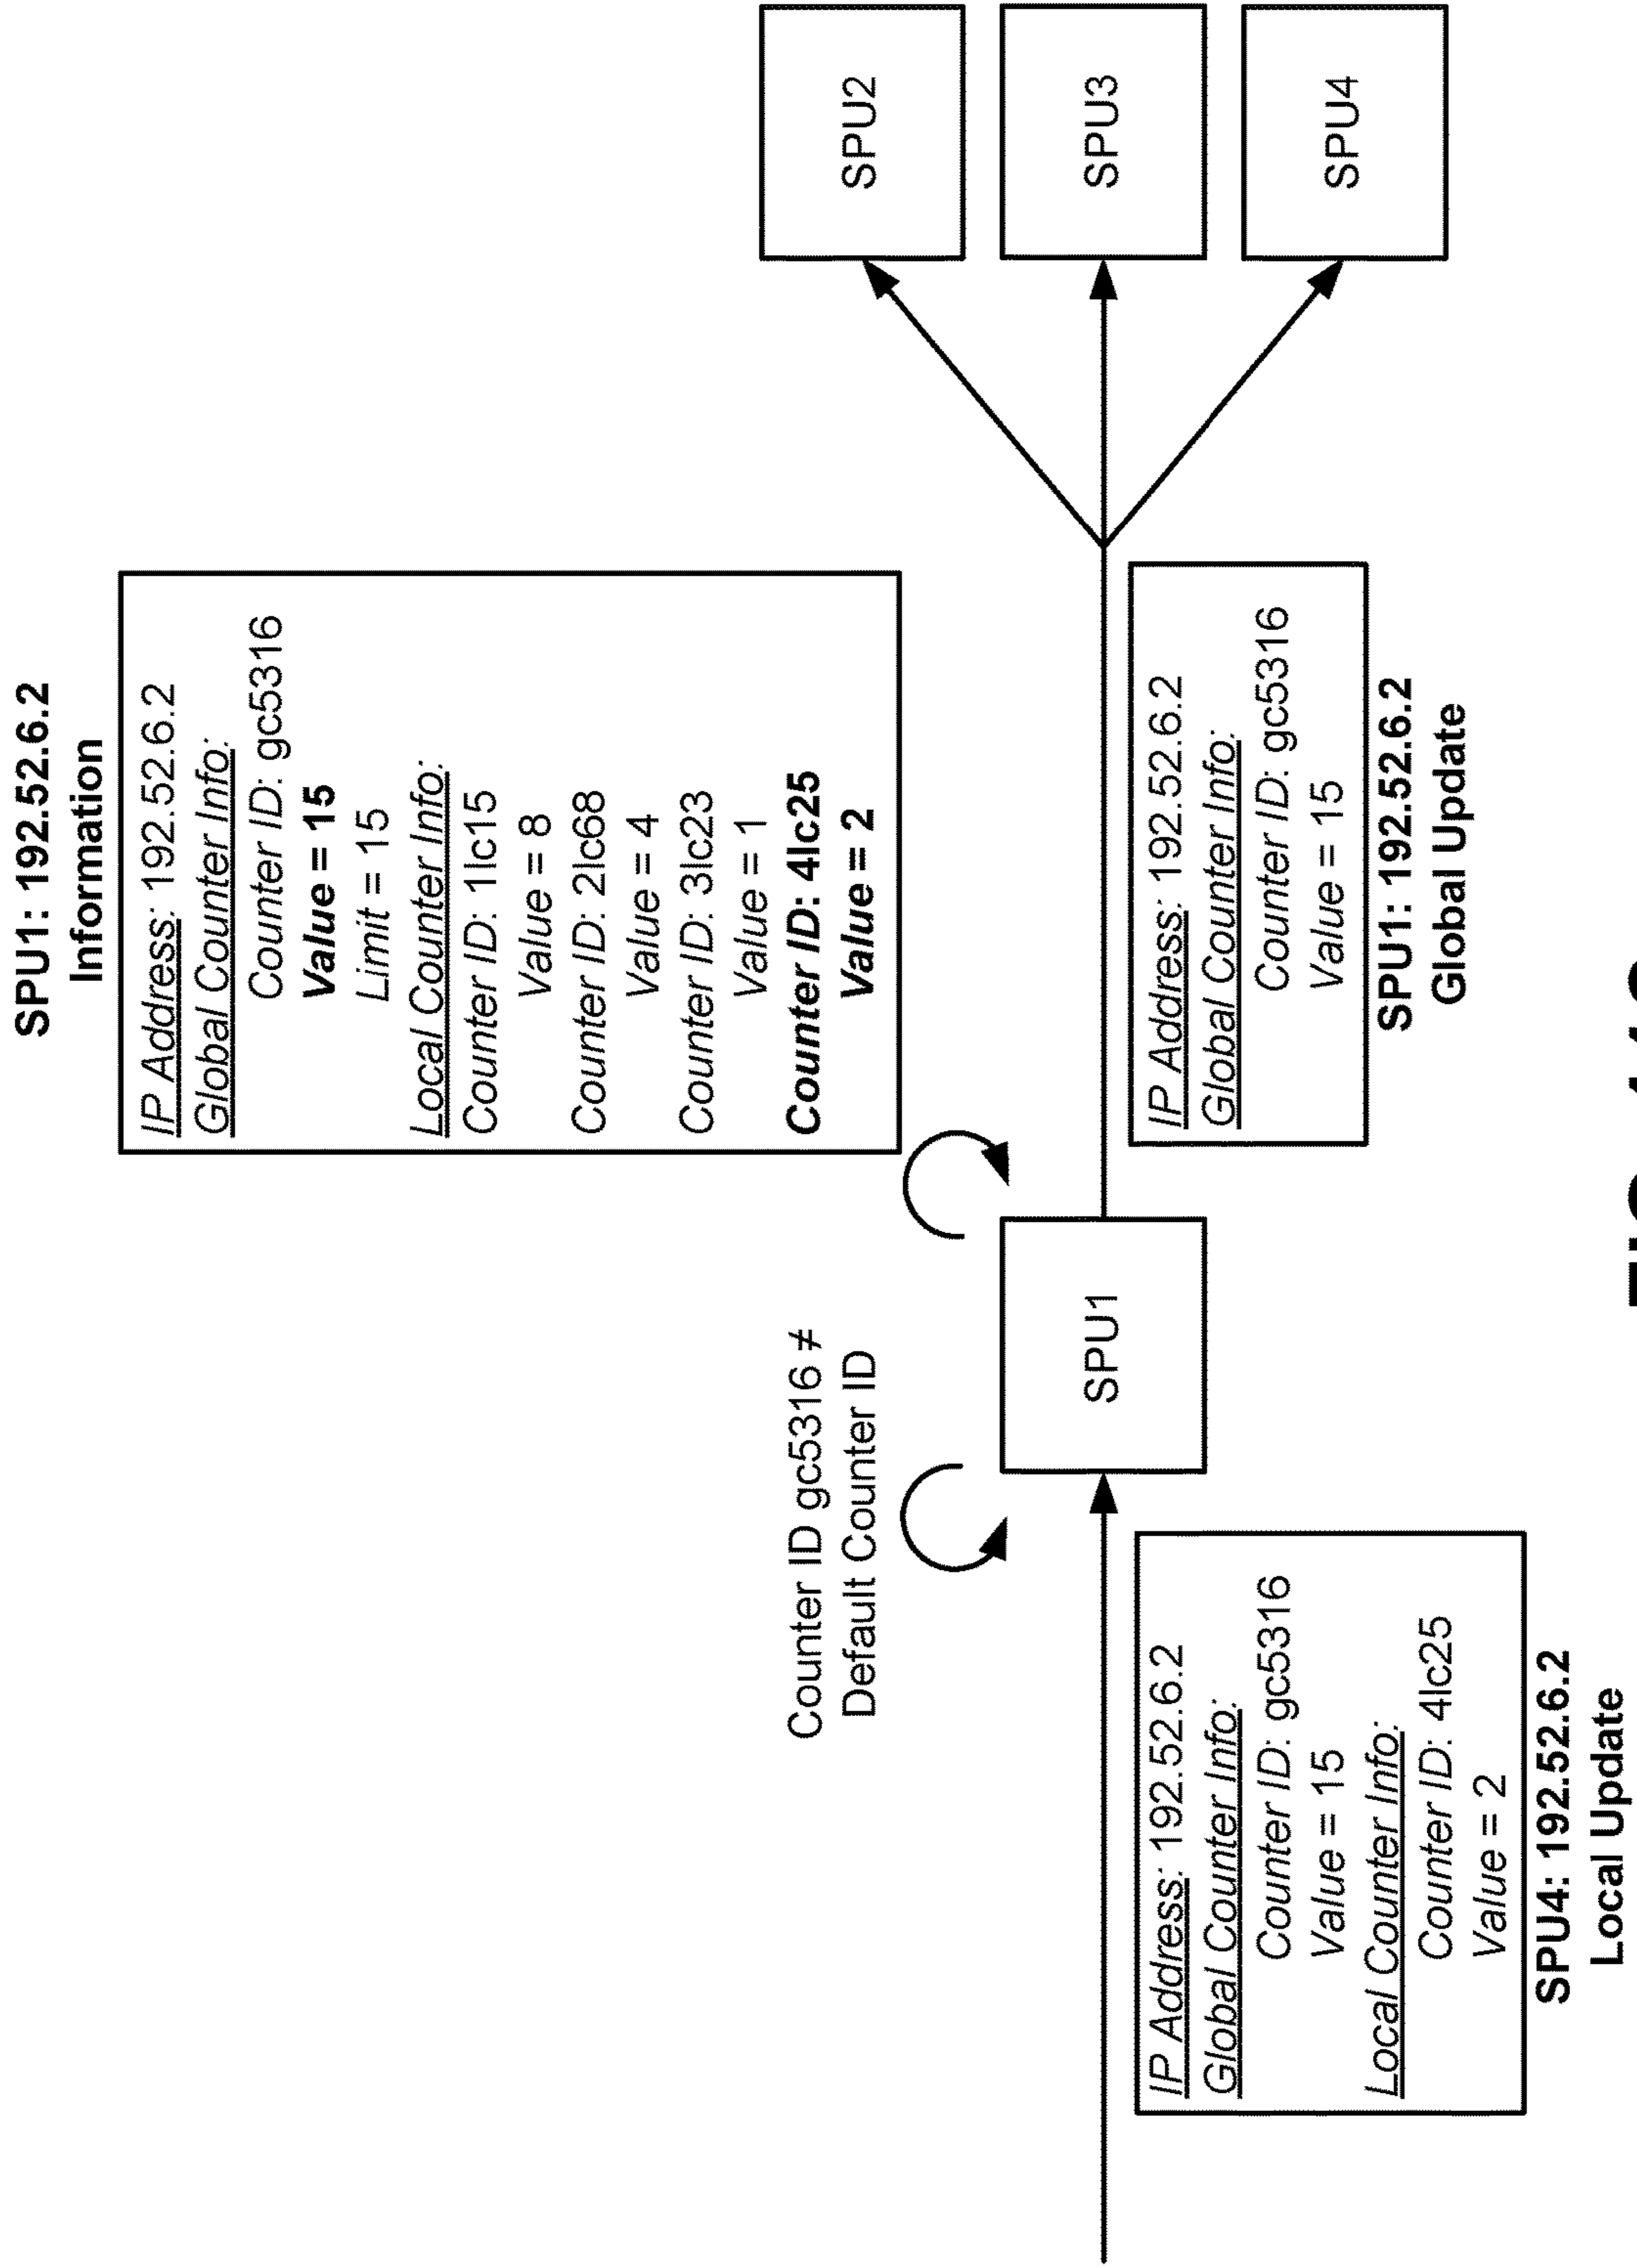 SPU1: 192.52.6.2
Information
IP Address: 192.52.6.2
Global Counter Info:
Counter ID: gc5316
Value = 15
Limit = 15
Local Counter Info:
Counter ID: 1lc15
Value = 8
Counter ID: 2lc68
Value = 4
Counter ID: 3lc23
Value = 1
Counter ID: 4lc25
Value = 2
Counter ID gc5316 ≠
Default Counter ID
SPU1
SPU2
SPU3
SPU4
IP Address: 192.52.6.2
Global Counter Info:
Counter ID: gc5316
Value = 15
Local Counter Info:
Counter ID: 4lc25
Value = 2
SPU4: 192.52.6.2
Local Update
IP Address: 192.52.6.2
Global Counter Info:
Counter ID: gc5316
Value = 15
SPU1: 192.52.6.2
Global Update